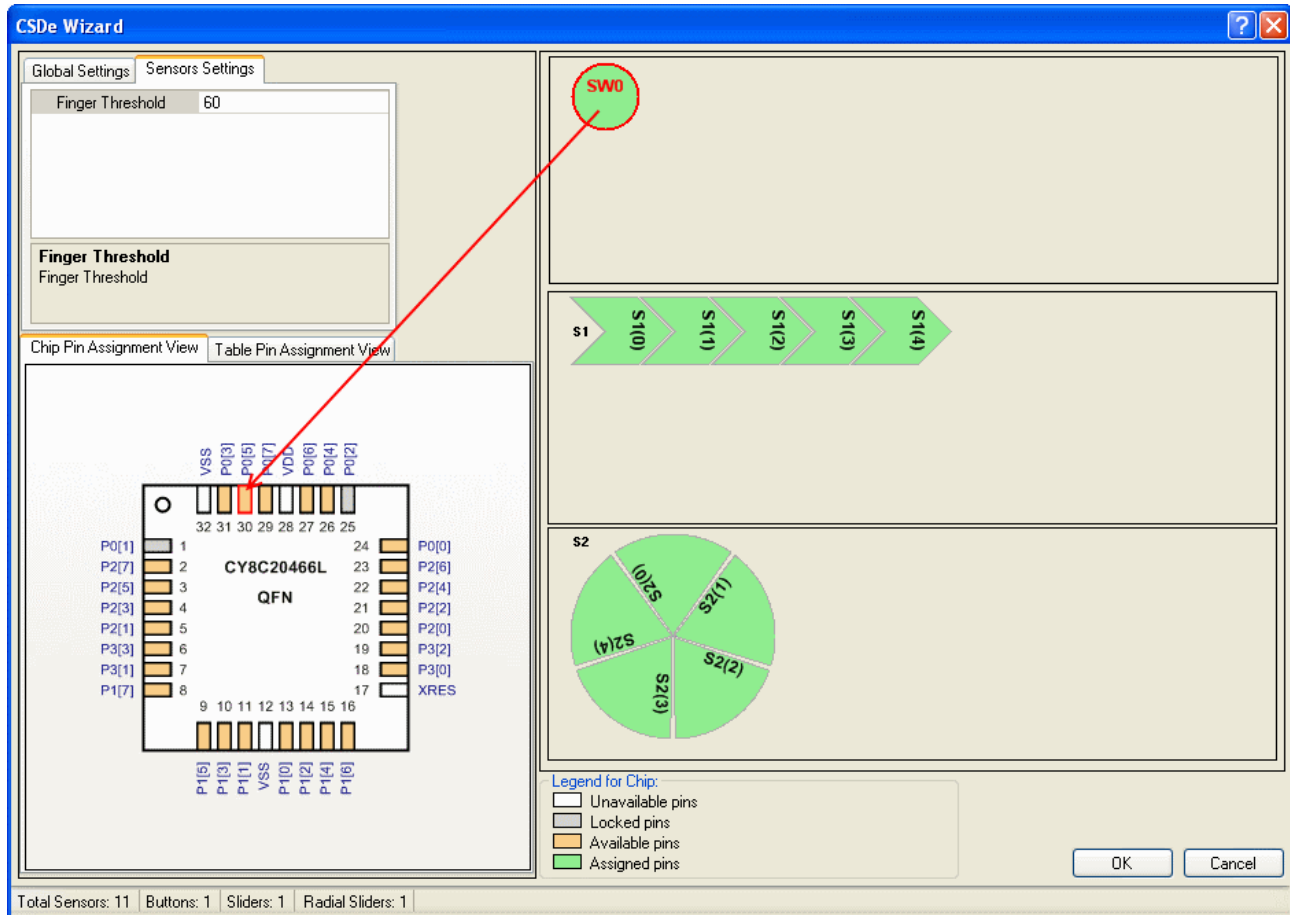 CSDe Wizard
Global Settings Sensors Settings
Finger Threshold 60
Finger Threshold
Finger Threshold
Chip Pin Assignment View Table Pin Assignment View
VSS P0[3] P0[5] P0[7] VDD P0[6] P0[4] P0[2]
32 31 30 29 28 27 26 25
P0[1] 1 24 P0[0]
P2[7] 2 CY8C20466L 23 P2[6]
P2[5] 3 22 P2[4]
QFN
P2[3] 4 21 P2[2]
P2[1] 5 20 P2[0]
P3[3] 6 19 P3[2]
P3[1] 7 18 P3[0]
P1[7] 8 17 XRES
9 10 11 12 13 14 15 16
P1[5] P1[3] P1[1] VSS P1[0] P1[2] P1[4] P1[6]
SW0
S1 S1(0) S1(1) S1(2) S1(3) S1(4)
S2
S2(0) S2(1)
S2(4) S2(2)
S2(3)
Legend for Chip:
Unavailable pins
Locked pins
Available pins
Assigned pins
OK Cancel
Total Sensors: 11 Buttons: 1 Sliders: 1 Radial Sliders: 1